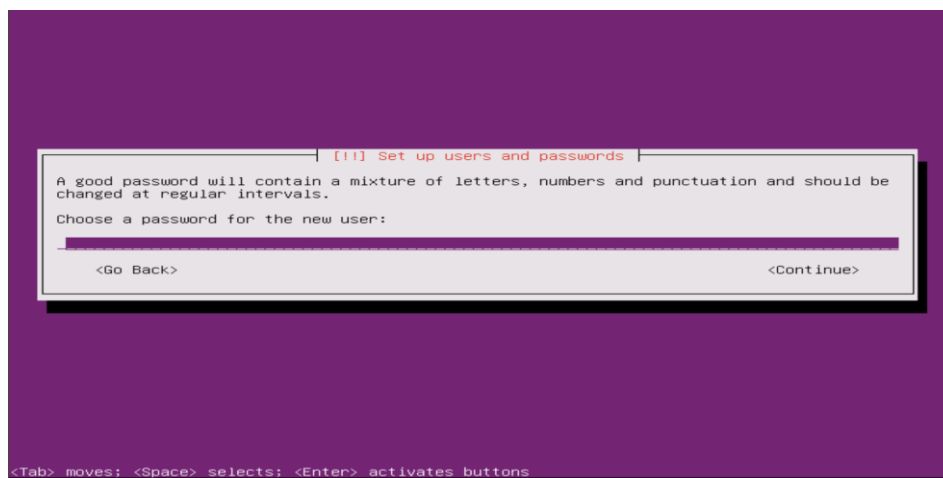 [!!] Set up users and passwords
A good password will contain a mixture of letters, numbers and punctuation and should be
changed at regular intervals.
Choose a password for the new user:
<Go Back> <Continue>
<Tab> moves; <Space> selects; <Enter> activates buttons